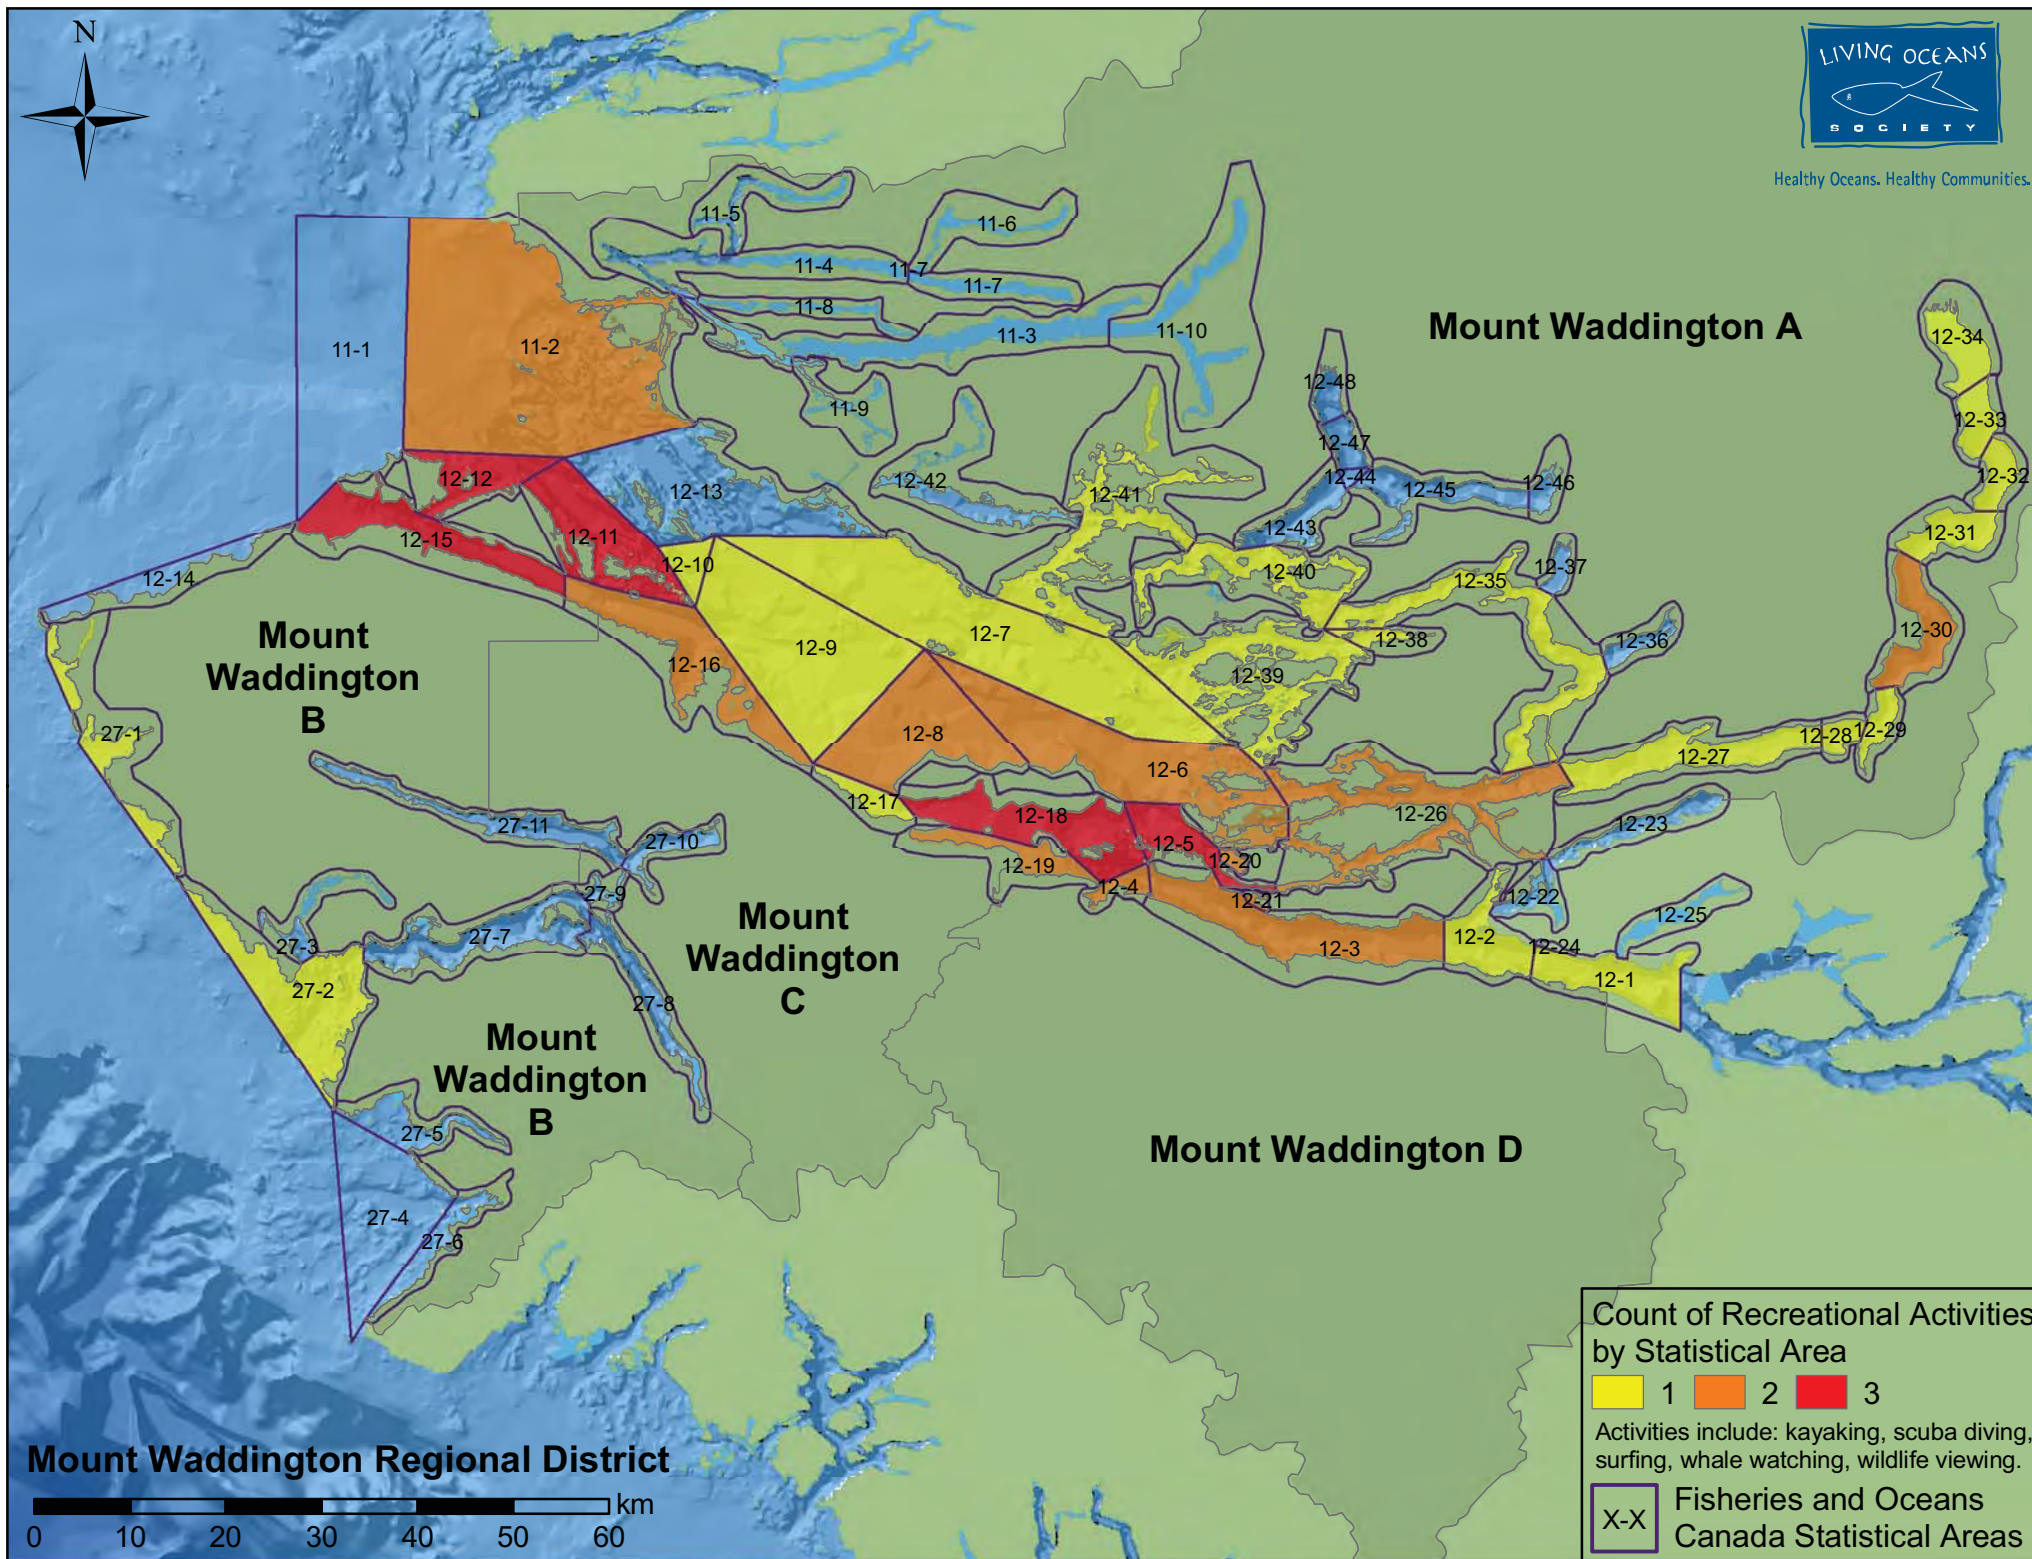 N
LIVING OCEANS
SOCIETY
Healthy Oceans. Healthy Communities.
11-5
11-6
11-4
11-7
11-7
11-8
11-3
11-10
11-1
11-2
11-9
Mount Waddington A
12-34
12-33
12-32
12-31
12-30
12-48
12-47
12-44
12-45
12-46
12-43
12-42
12-41
12-12
12-13
12-11
12-15
12-10
12-14
12-40
12-35
12-37
12-36
12-38
12-39
12-7
12-9
12-16
12-8
12-6
12-26
12-27
12-28
12-29
12-17
12-18
12-5
12-20
12-19
12-4
12-21
12-23
12-22
12-25
12-3
12-2
12-24
12-1
Mount
Waddington
B
27-1
27-11
27-10
27-9
27-3
27-7
27-2
27-8
Mount
Waddington
C
Mount
Waddington
B
27-5
27-4
27-6
Mount Waddington D
Mount Waddington Regional District
km
0 10 20 30 40 50 60
Count of Recreational Activities
by Statistical Area
1 2 3
Activities include: kayaking, scuba diving,
surfing, whale watching, wildlife viewing.
X-X
Fisheries and Oceans
Canada Statistical Areas